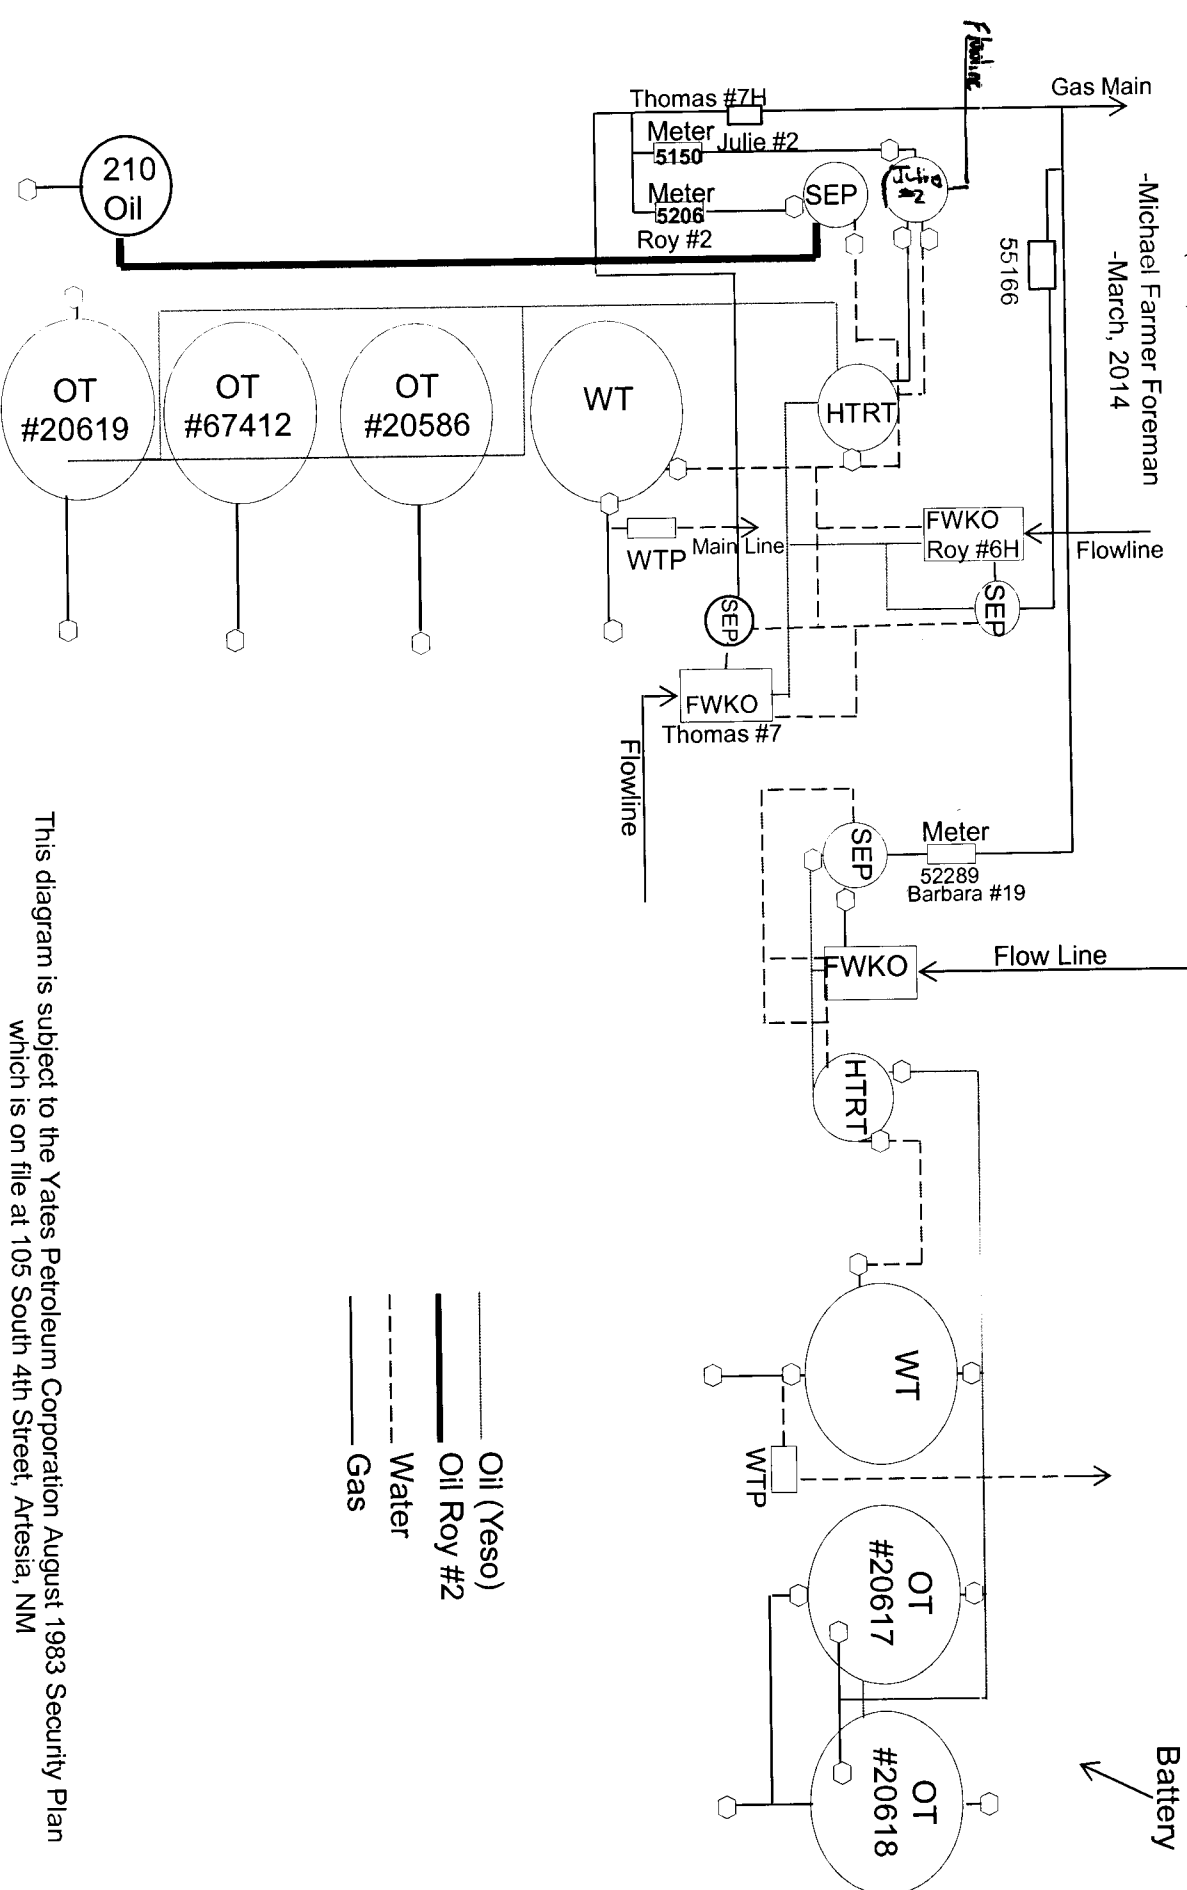 Flowline
Gas Main
Thomas #7H
Meter
Julie #2
5150
Meter
5206
Roy #2
210
Oil
SEP
Julie
#2
55166
-Michael Farmer Foreman
-March, 2014
OT
#20619
OT
#67412
OT
#20586
WT
HTRT
FWKO
Roy #6H
Flowline
WTP
Main Line
SEP
SEP
FWKO
Thomas #7
Flowline
SEP
Meter
52289
Barbara #19
FWKO
Flow Line
HTRT
WT
WTP
OT
#20617
OT
#20618
Battery
Oil (Yeso)
Oil Roy #2
Water
Gas
This diagram is subject to the Yates Petroleum Corporation August 1983 Security Plan
which is on file at 105 South 4th Street, Artesia, NM